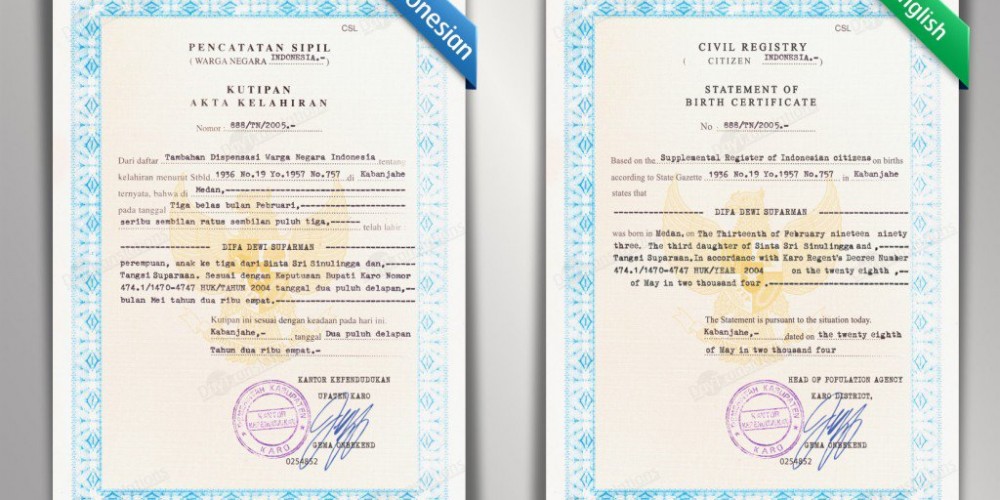 Indonesian
CSL
PENCATATAN SIPIL
( WARGA NEGARA INDONESIA.- )
KUTIPAN
AKTA KELAHIRAN
Nomor : 888/TN/2005.-
Dari daftar Tambahan Dispensasi Warga Negara Indonesia tentang
kelahiran menurut Stbld 1936 No.19 Yo.1957 No.757 di Kabanjahe
ternyata, bahwa di Medan,
pada tanggal Tiga belas bulan Pebruari,
seribu sembilan ratus sembilan puluh tiga, telah lahir
DIFA DEWI SUPARMAN
perempuan, anak ke tiga dari Sinta Sri Sinulingga dan,
Tangsi Suparman. Sesuai dengan Keputusan Bupati Karo Nomor
474.1/1470-4747 HUK/TAHUN 2004 tanggal dua puluh delapan,
bulan Mei tahun dua ribu empat.
Kutipan ini sesuai dengan keadaan pada hari ini.
Kabanjahe,- tanggal Dua puluh delapan
Tahun dua ribu empat.-
KANTOR KEPENDUDUKAN
KARO
KABUPATEN
KANTOR
KARO
0254852
English
CSL
CIVIL REGISTRY
( CITIZEN INDONESIA.- )
STATEMENT OF
BIRTH CERTIFICATE
No : 888/TN/2005.-
Based on the Supplemental Register of Indonesian citizens on births
according to State Gazette 1936 No.19 Yo.1957 No.757 in Kabanjahe
states that
DIFA DEWI SUPARMAN
was born in Medan, on The Thirteenth of February nineteen ninety
three. The third daughter of Sinta Sri Sinulingga and ,
Tangsi Suparman.In accordance with Karo Regent's Decree Number
474.1/1470-4747 HUK/YEAR 2004 on the twenty eighth ,
of May in two thousand four .
The Statement is pursuant to the situation today.
Kabanjahe,- dated on the twenty eighth
of May in two thousand four
HEAD OF POPULATION AGENCY
KARO DISTRICT,
KABUPATEN
KANTOR
KARO
0254852